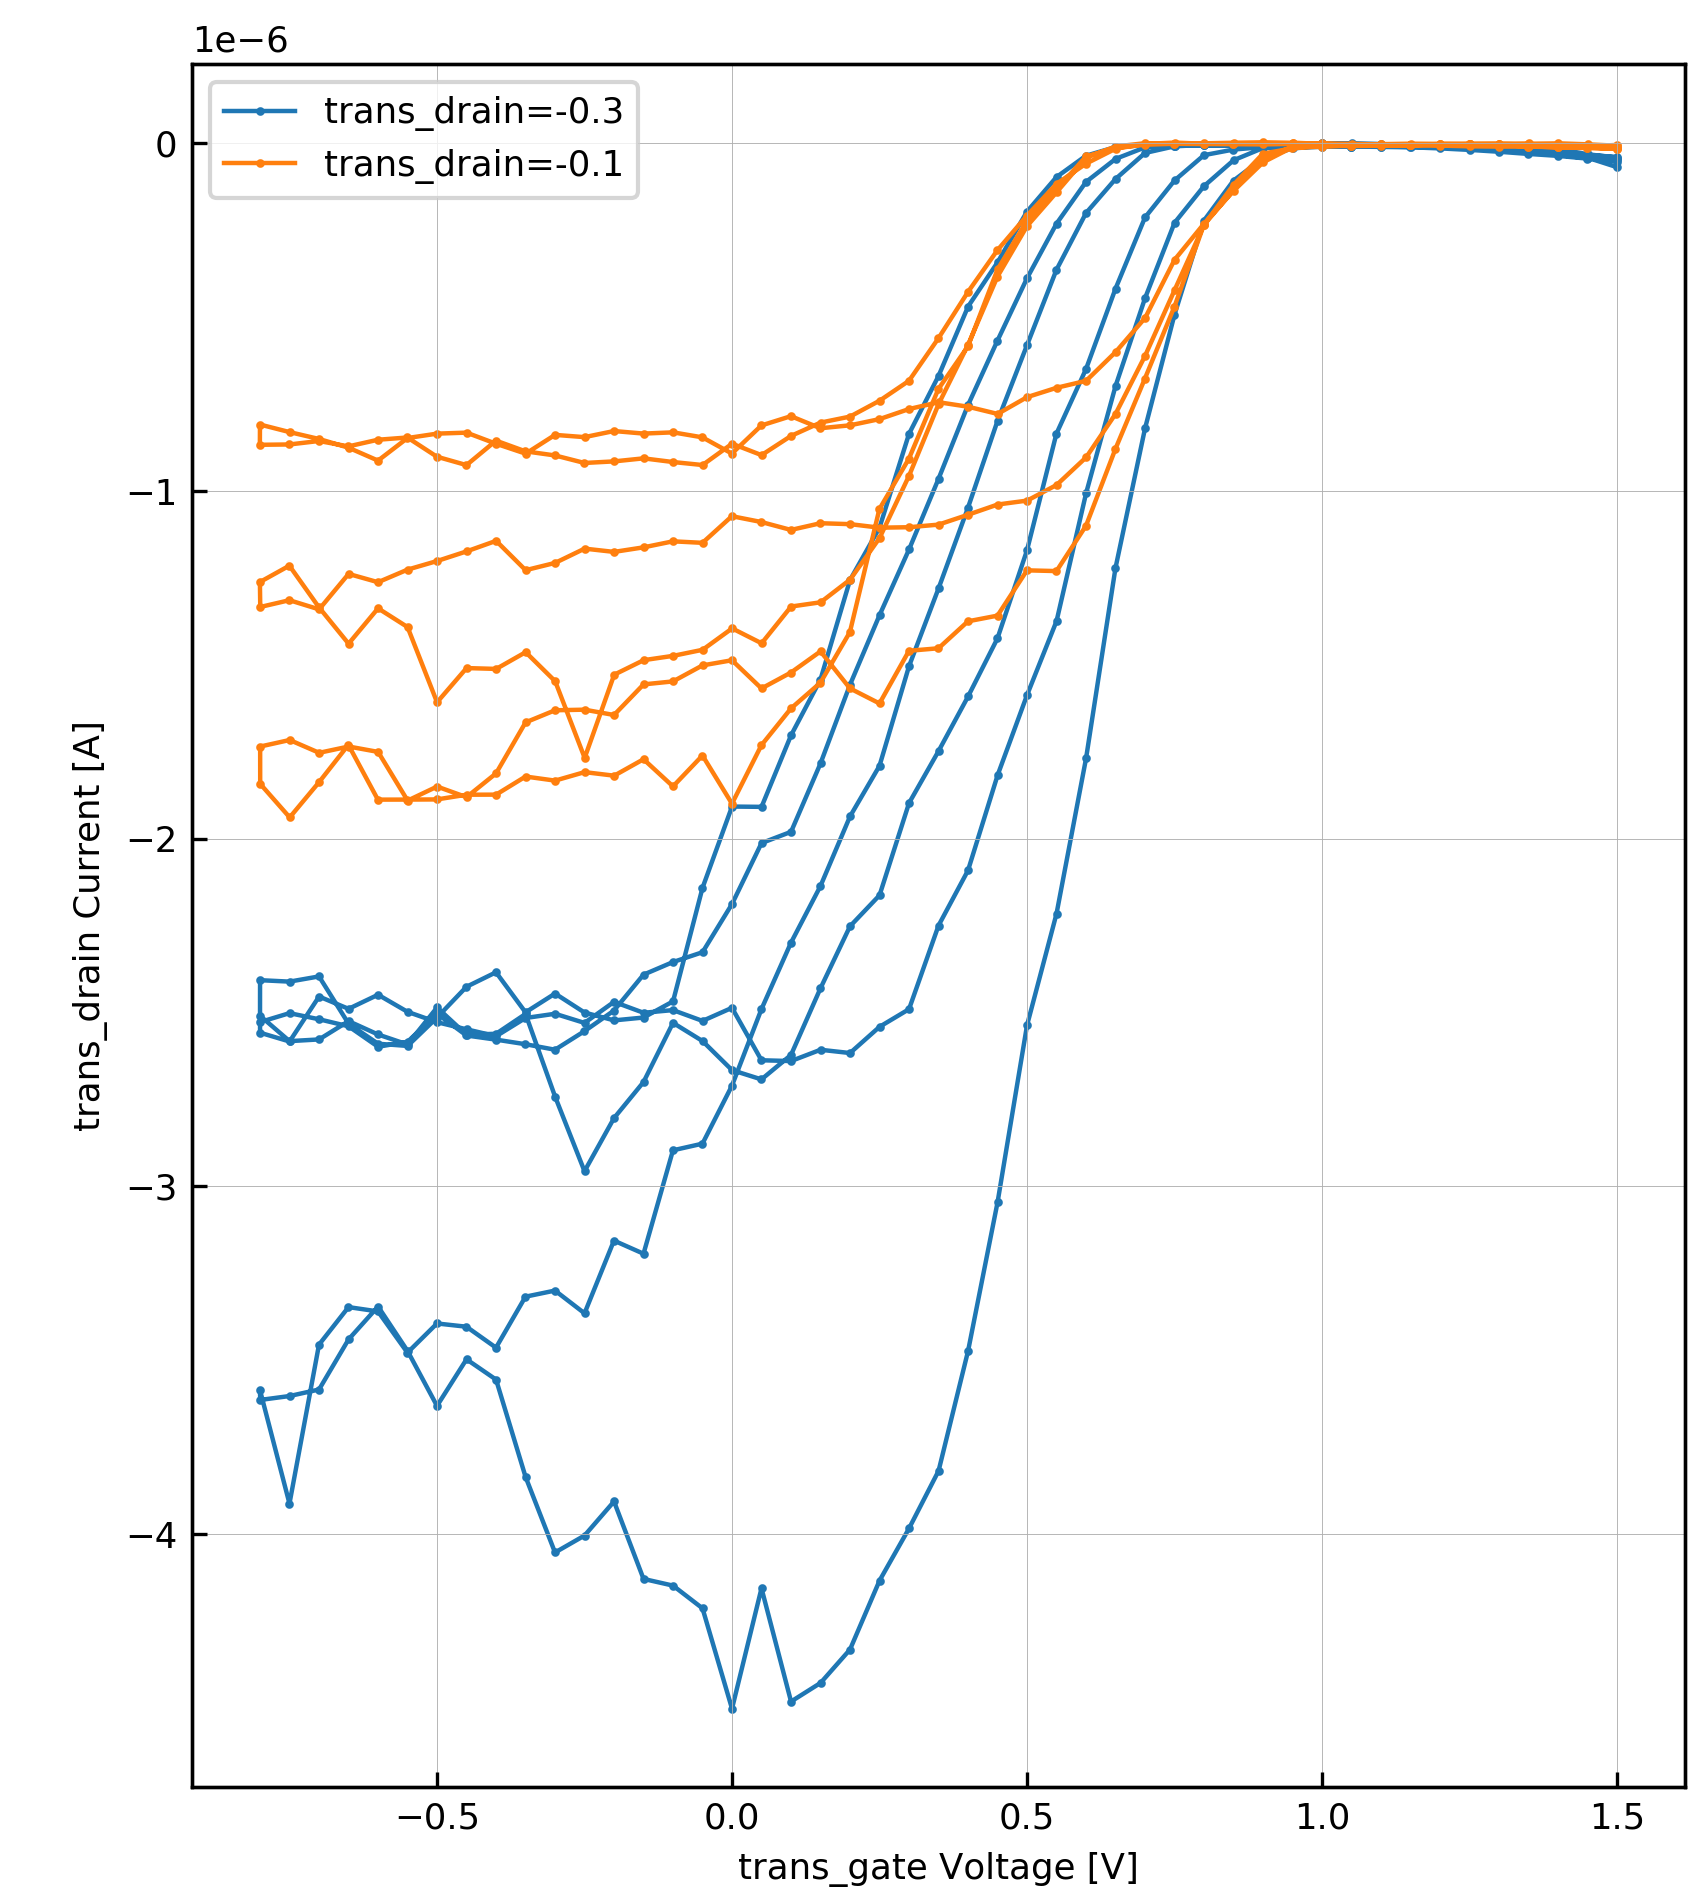 1e−6
trans_drain=-0.3
trans_drain=-0.1
0
−1
−2
−3
−4
trans_drain Current [A]
−0.5
0.0
0.5
1.0
1.5
trans_gate Voltage [V]